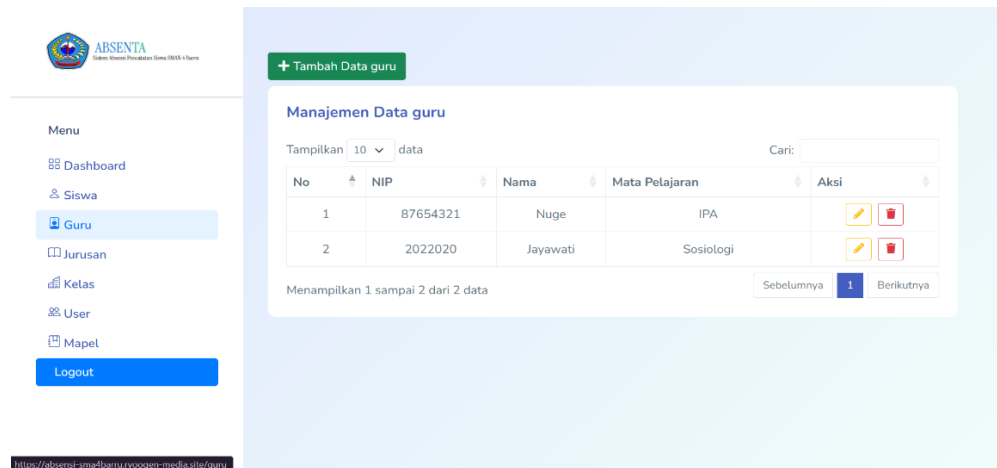 ABSENTA
Sistem Absensi Pencatatan Siswa SMAN 4 Barru
Menu
Dashboard
Siswa
Guru
Jurusan
Kelas
User
Mapel
Logout
+ Tambah Data guru
Manajemen Data guru
Tampilkan 10 data
Cari:
No NIP Nama Mata Pelajaran Aksi
1 87654321 Nuge IPA
2 2022020 Jayawati Sosiologi
Menampilkan 1 sampai 2 dari 2 data
Sebelumnya 1 Berikutnya
https://absensi-sma4barru.ryoogen-media.site/guru